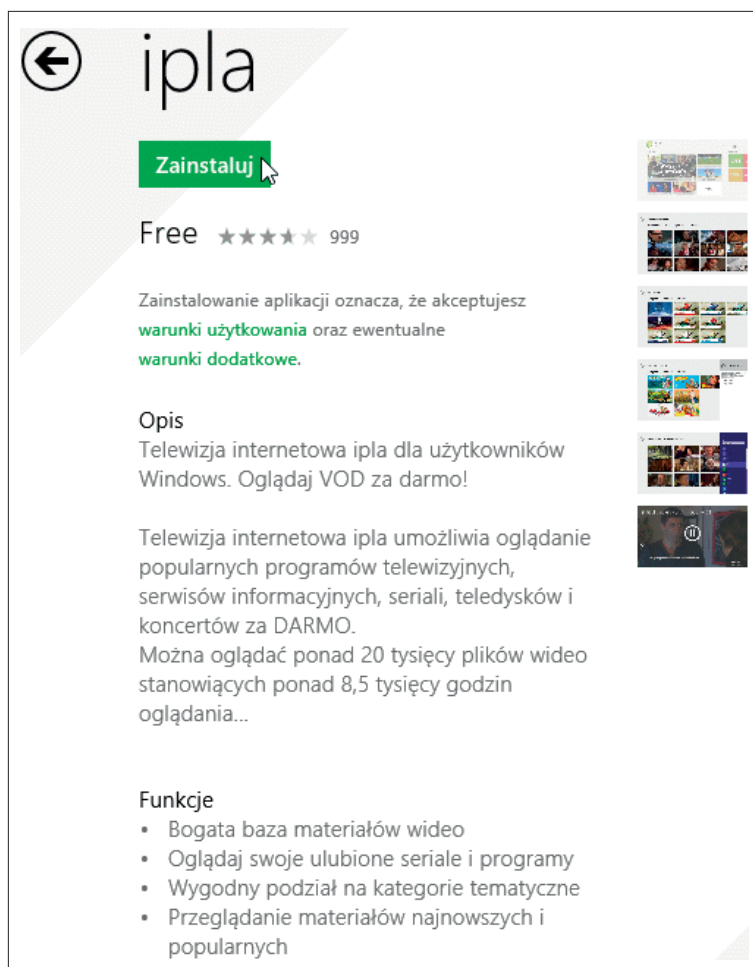 ipla
Zainstaluj
Free 999
Zainstalowanie aplikacji oznacza, że akceptujesz
warunki użytkowania oraz ewentualne
warunki dodatkowe.
Opis
Telewizja internetowa ipla dla użytkowników
Windows. Oglądaj VOD za darmo!
Telewizja internetowa ipla umożliwia oglądanie
popularnych programów telewizyjnych,
serwisów informacyjnych, seriali, teledysków i
koncertów za DARMO.
Można oglądać ponad 20 tysięcy plików wideo
stanowiących ponad 8,5 tysięcy godzin
oglądania...
Funkcje
• Bogata baza materiałów wideo
• Oglądaj swoje ulubione seriale i programy
• Wygodny podział na kategorie tematyczne
• Przeglądanie materiałów najnowszych i
popularnych